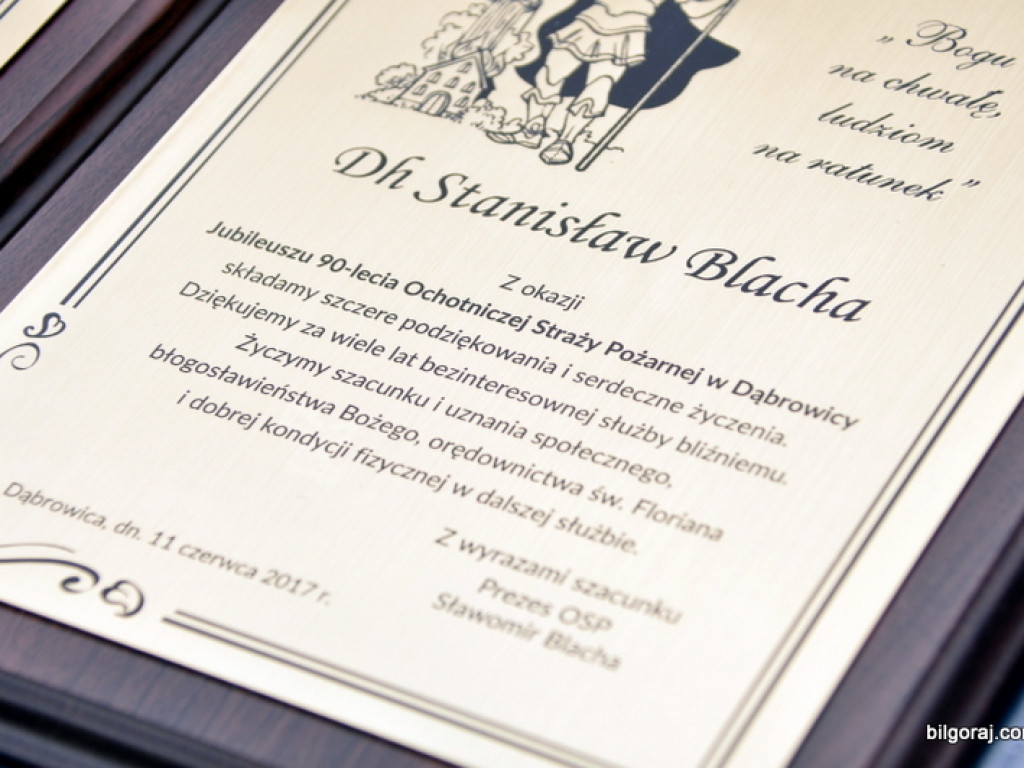 „Bogu
na chwałę,
ludziom
na ratunek”
Dh Stanisław Blacha
Z okazji
Jubileuszu 90-lecia Ochotniczej Straży Pożarnej w Dąbrowicy
składamy szczere podziękowania i serdeczne życzenia.
Dziękujemy za wiele lat bezinteresownej służby bliźniemu.
Życzymy szacunku i uznania społecznego,
błogosławieństwa Bożego, orędownictwa św. Floriana
i dobrej kondycji fizycznej w dalszej służbie.
Z wyrazami szacunku
Prezes OSP
Sławomir Blacha
Dąbrowica, dn. 11 czerwca 2017 r.
bilgoraj.com